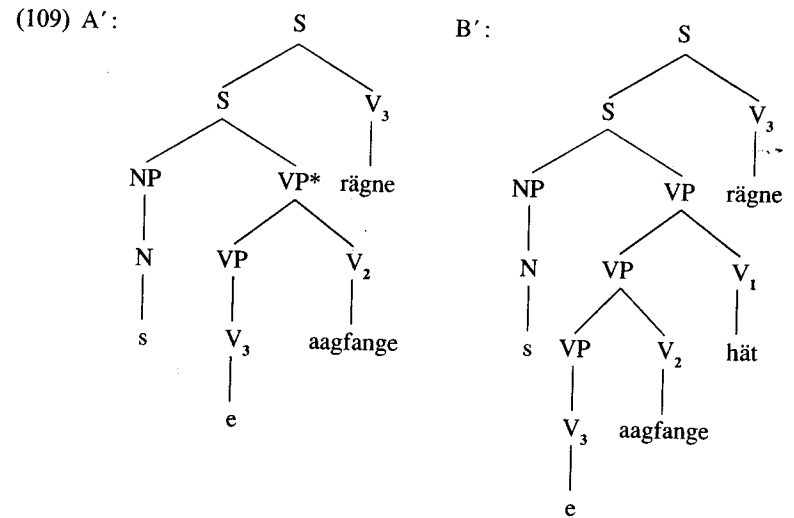 (109) A′: S B′: S
S V₃ S V₃
NP VP* rägne NP VP rägne
N VP V₂ N VP V₁
s V₃ aagfange s VP V₂ hät
e V₃ aagfange
e